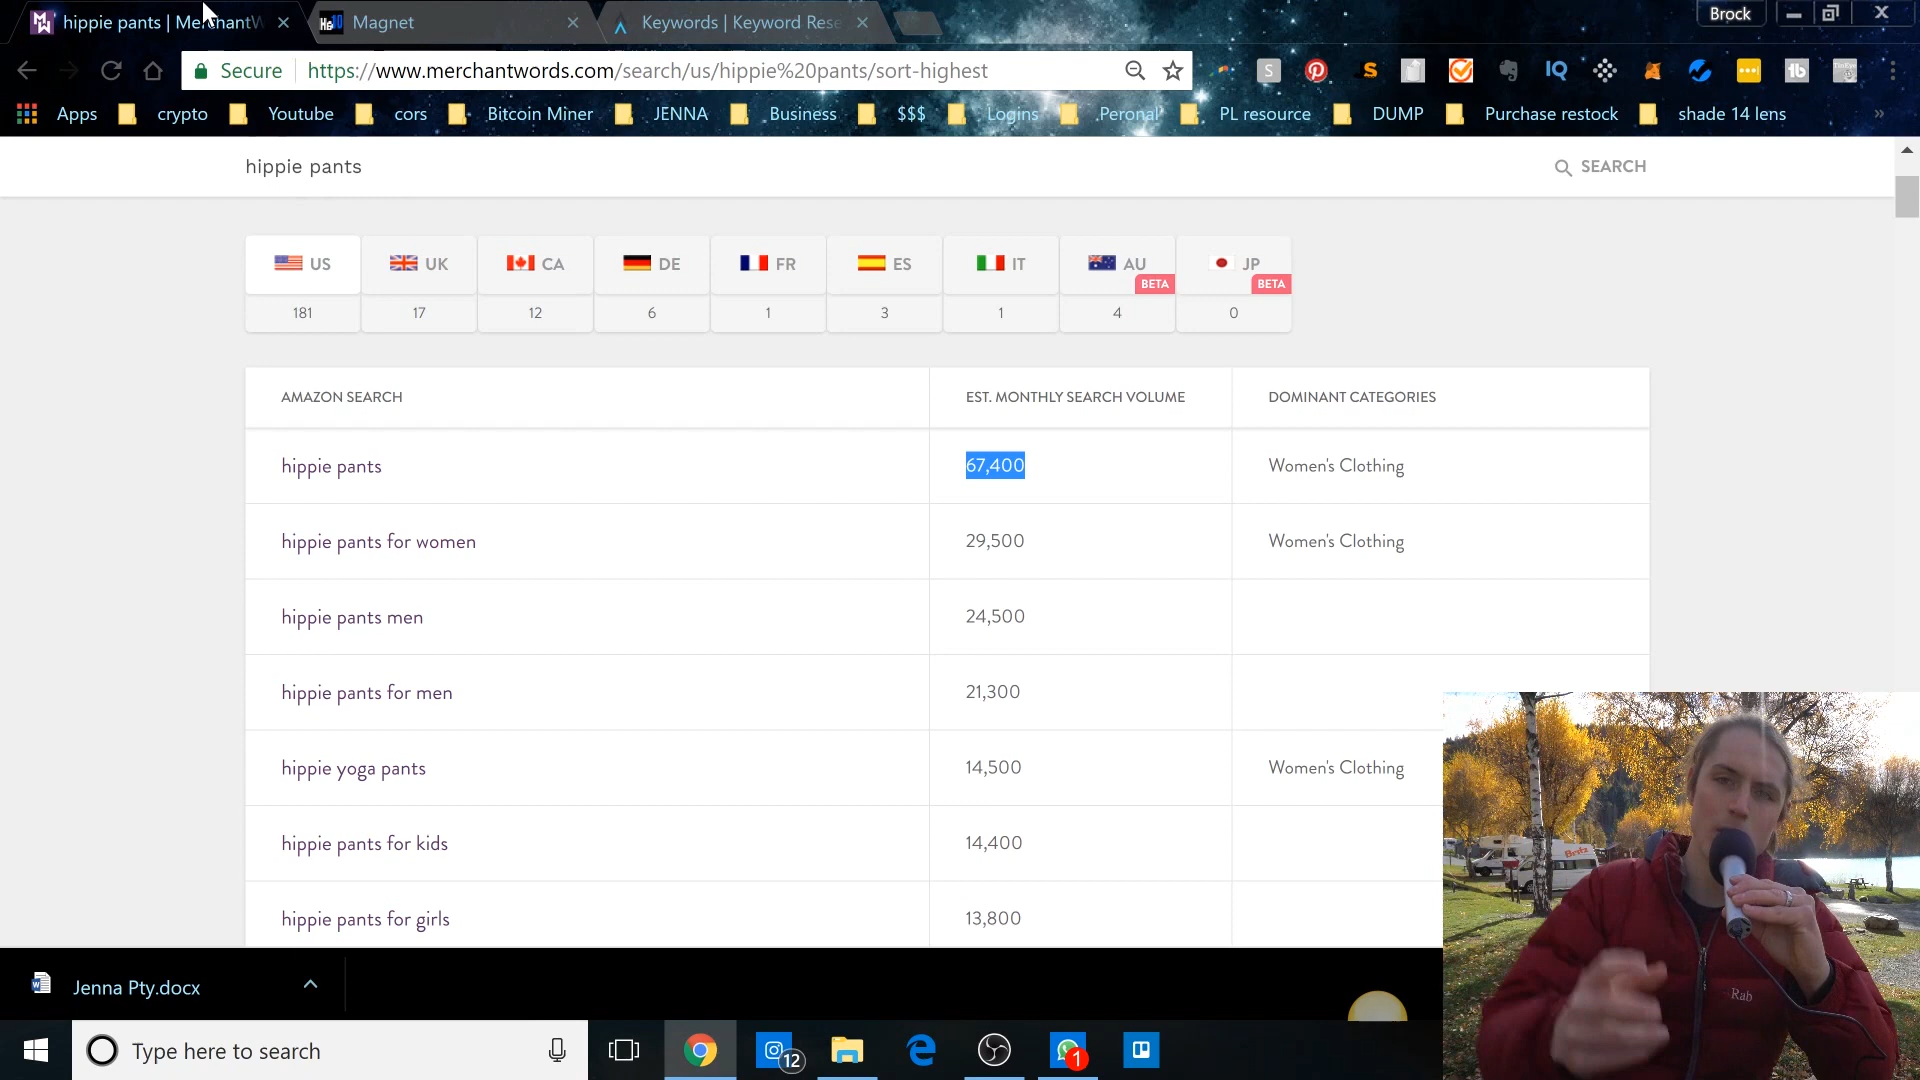 hippie pants | MerchantW
Magnet
Keywords | Keyword Rese
Brock
Secure
https://www.merchantwords.com/search/us/hippie%20pants/sort-highest
Apps
crypto
Youtube
cors
Bitcoin Miner
JENNA
Business
$$$
Logins
Peronal
PL resource
DUMP
Purchase restock
shade 14 lens
»
hippie pants
SEARCH
US
UK
CA
DE
FR
ES
IT
AU
BETA
JP
BETA
181
17
12
6
1
3
1
4
0
AMAZON SEARCH
EST. MONTHLY SEARCH VOLUME
DOMINANT CATEGORIES
hippie pants
67,400
Women's Clothing
hippie pants for women
29,500
Women's Clothing
hippie pants men
24,500
hippie pants for men
21,300
hippie yoga pants
14,500
Women's Clothing
hippie pants for kids
14,400
hippie pants for girls
13,800
Rab
Jenna Pty.docx
Type here to search
12
1